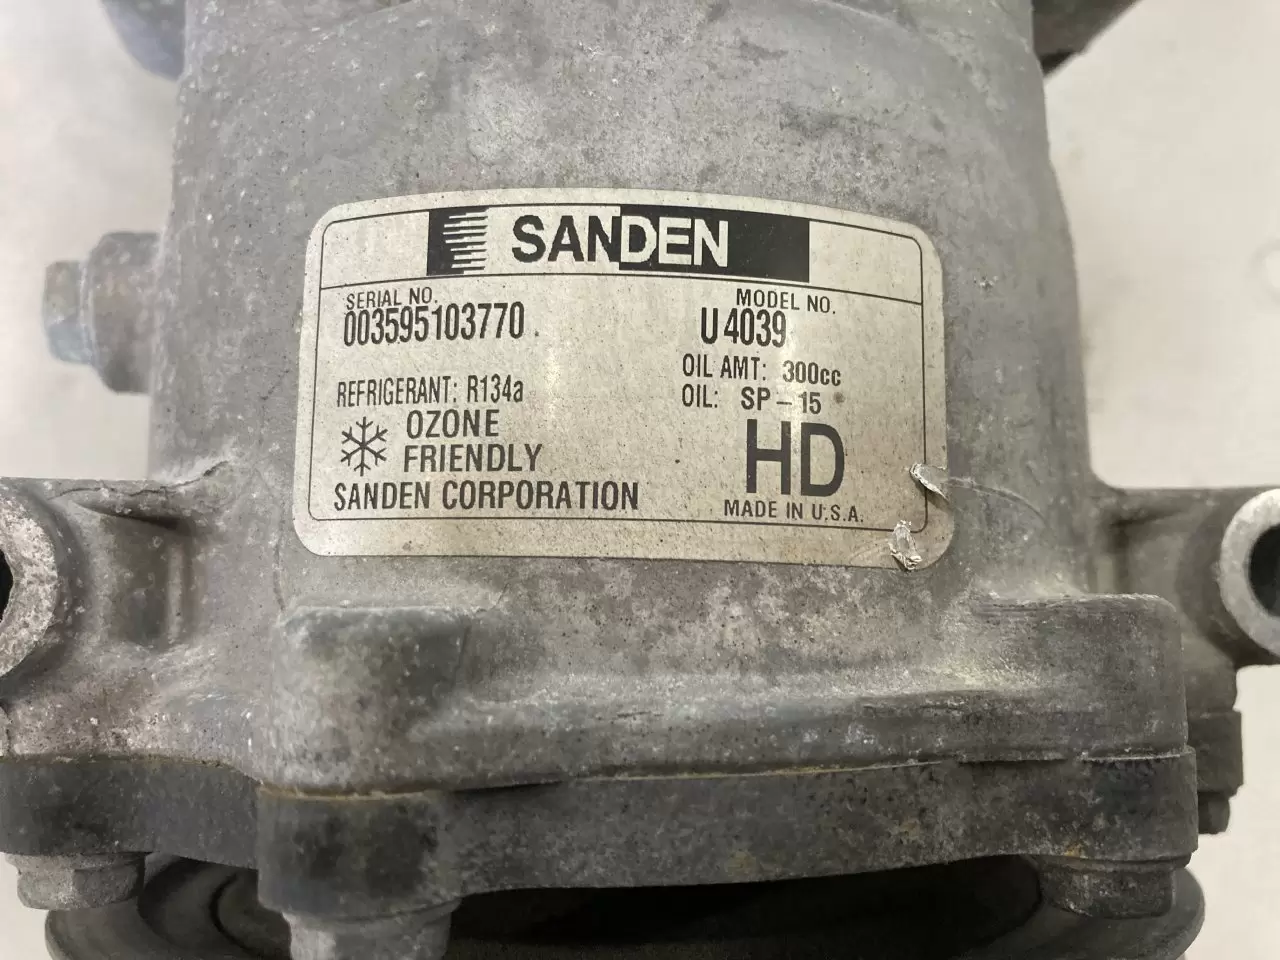 SANDEN
SERIAL NO.
003595103770
MODEL NO.
U4039
OIL AMT: 300cc
OIL: SP-15
REFRIGERANT: R134a
OZONE
FRIENDLY
SANDEN CORPORATION
HD
MADE IN U.S.A.